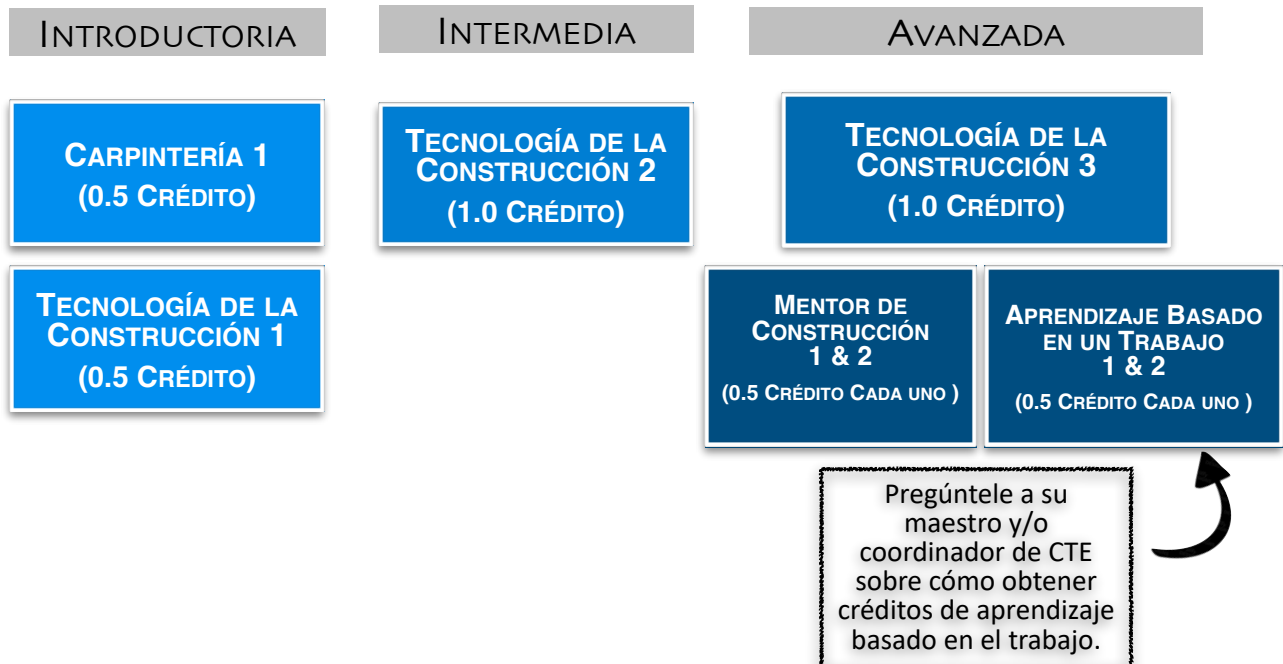 INTRODUCTORIA
INTERMEDIA
AVANZADA
CARPINTERÍA 1
(0.5 CRÉDITO)
TECNOLOGÍA DE LA
CONSTRUCCIÓN 1
(0.5 CRÉDITO)
TECNOLOGÍA DE LA
CONSTRUCCIÓN 2
(1.0 CRÉDITO)
TECNOLOGÍA DE LA
CONSTRUCCIÓN 3
(1.0 CRÉDITO)
MENTOR DE
CONSTRUCCIÓN
1 & 2
(0.5 CRÉDITO CADA UNO )
APRENDIZAJE BASADO
EN UN TRABAJO
1 & 2
(0.5 CRÉDITO CADA UNO )
Pregúntele a su
maestro y/o
coordinador de CTE
sobre cómo obtener
créditos de aprendizaje
basado en el trabajo.